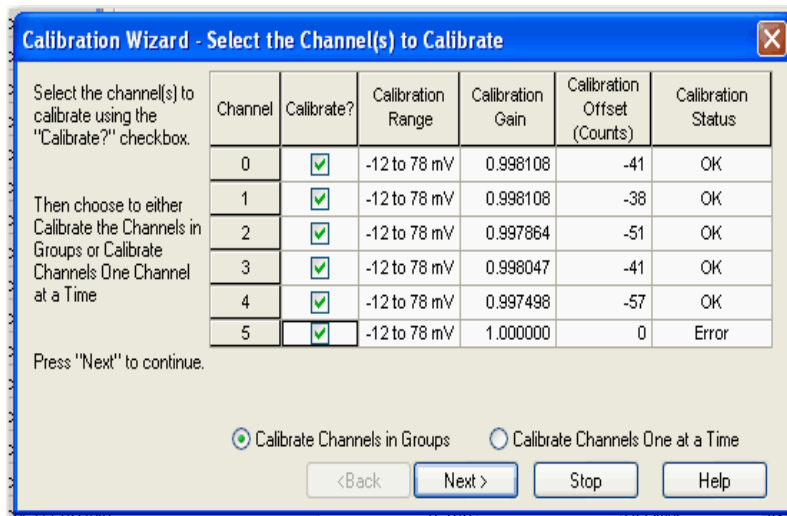 Calibration Wizard - Select the Channel(s) to Calibrate
Select the channel(s) to
calibrate using the
"Calibrate?" checkbox.
Then choose to either
Calibrate the Channels in
Groups or Calibrate
Channels One Channel
at a Time
Press "Next" to continue.
Channel Calibrate? Calibration Range Calibration Gain Calibration Offset (Counts) Calibration Status
0 -12 to 78 mV 0.998108 -41 OK
1 -12 to 78 mV 0.998108 -38 OK
2 -12 to 78 mV 0.997864 -51 OK
3 -12 to 78 mV 0.998047 -41 OK
4 -12 to 78 mV 0.997498 -57 OK
5 -12 to 78 mV 1.000000 0 Error
Calibrate Channels in Groups Calibrate Channels One at a Time
<Back Next > Stop Help